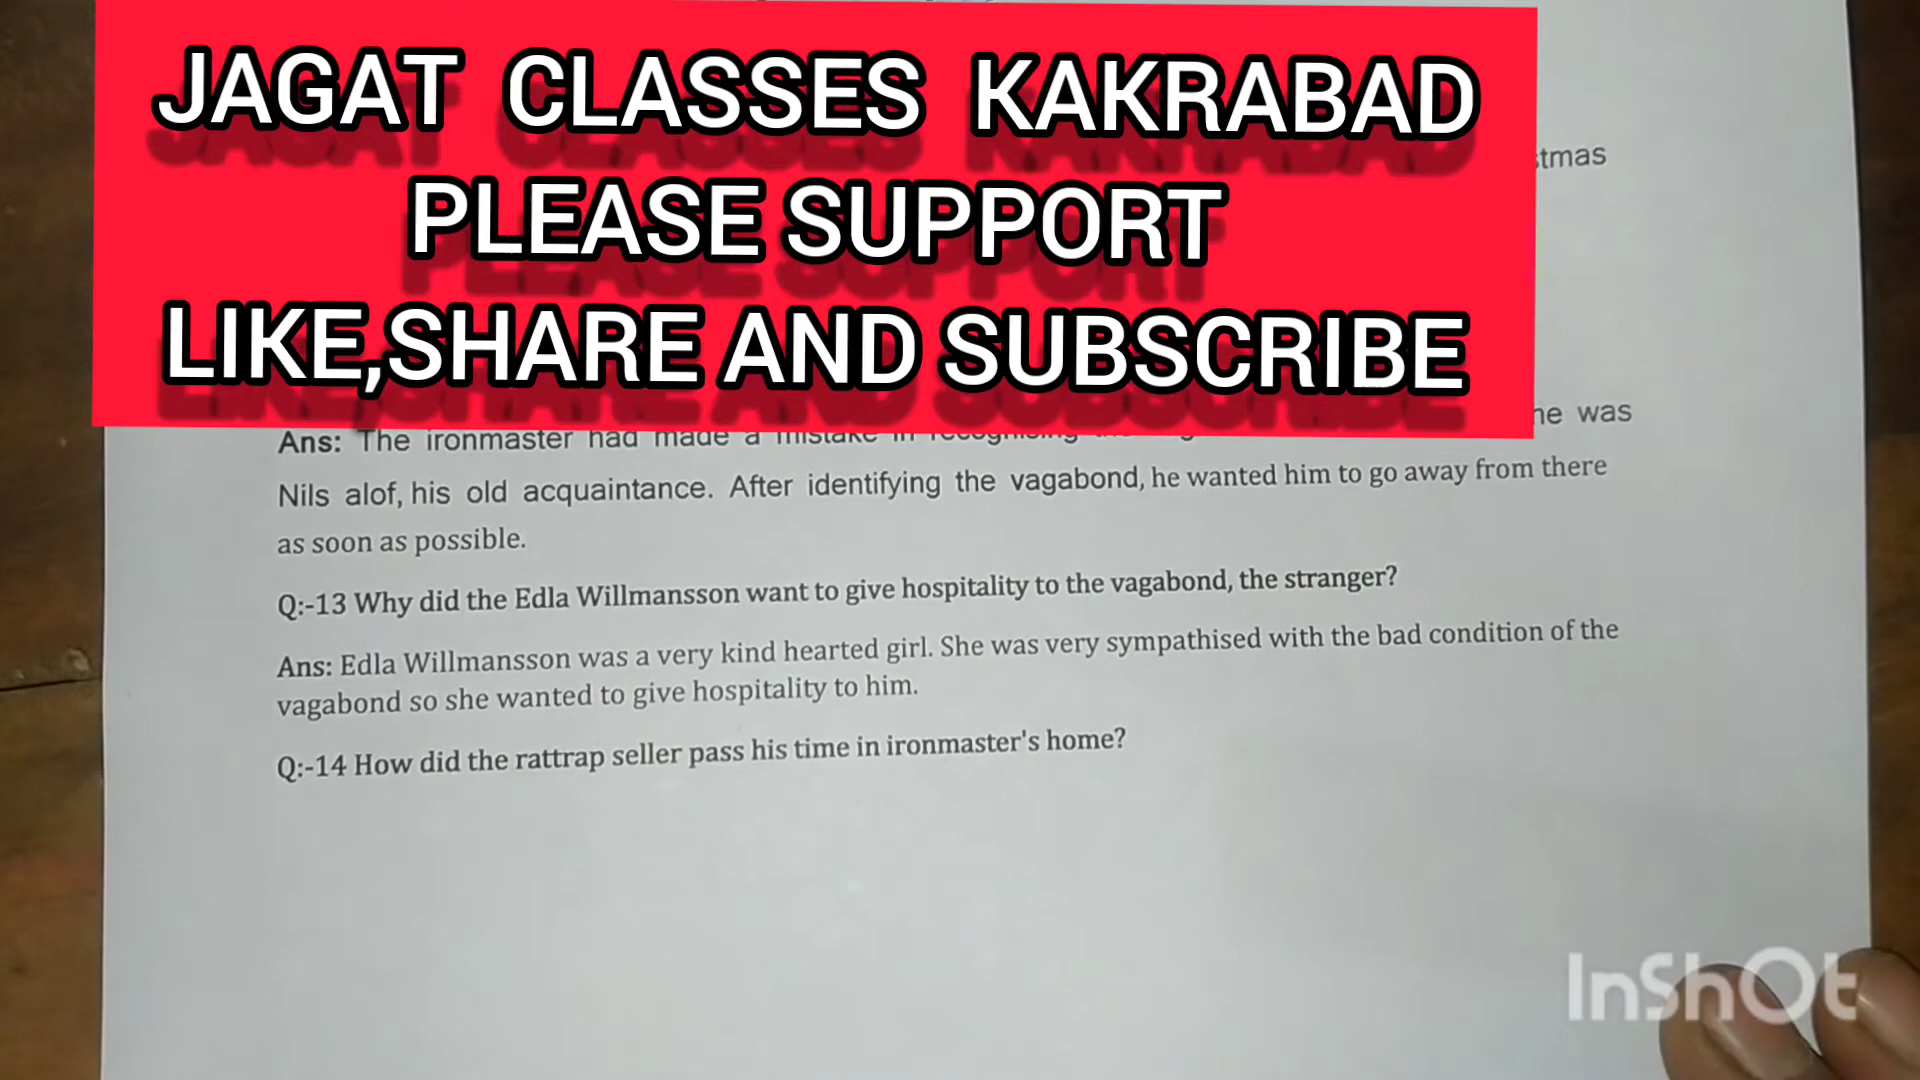 JAGAT CLASSES KAKRABAD
PLEASE SUPPORT
LIKE,SHARE AND SUBSCRIBE
he was
Ans: The ironmaster had made a mistake in recognising
Nils alof, his old acquaintance. After identifying the vagabond, he wanted him to go away from there
as soon as possible.
Q:-13 Why did the Edla Willmansson want to give hospitality to the vagabond, the stranger?
Ans: Edla Willmansson was a very kind hearted girl. She was very sympathised with the bad condition of the
vagabond so she wanted to give hospitality to him.
Q:-14 How did the rattrap seller pass his time in ironmaster's home?
InShOt